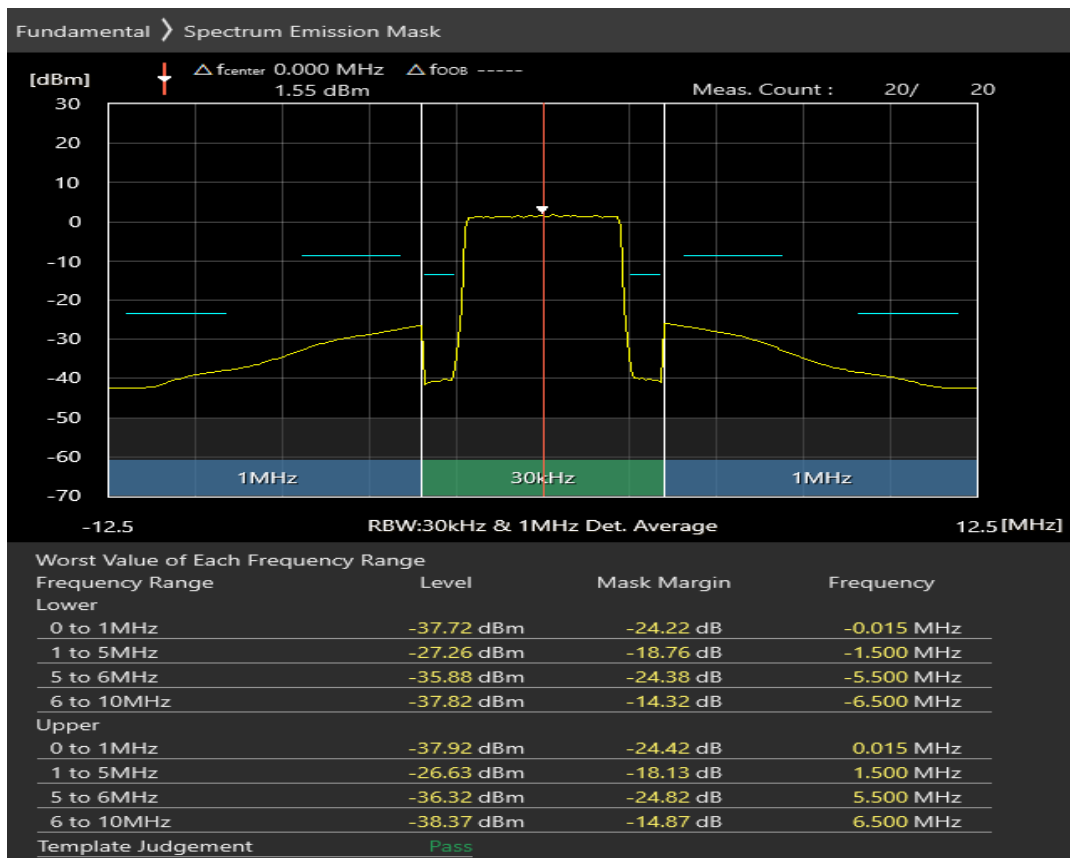 Fundamental ❯ Spectrum Emission Mask
[dBm] △ fcenter 0.000 MHz △ fOOB -----
1.55 dBm Meas. Count : 20/ 20
30
20
10
0
-10
-20
-30
-40
-50
-60
-70
1MHz 30kHz 1MHz
-12.5 RBW:30kHz & 1MHz Det. Average 12.5 [MHz]
Worst Value of Each Frequency Range
Frequency Range Level Mask Margin Frequency
Lower
0 to 1MHz -37.72 dBm -24.22 dB -0.015 MHz
1 to 5MHz -27.26 dBm -18.76 dB -1.500 MHz
5 to 6MHz -35.88 dBm -24.38 dB -5.500 MHz
6 to 10MHz -37.82 dBm -14.32 dB -6.500 MHz
Upper
0 to 1MHz -37.92 dBm -24.42 dB 0.015 MHz
1 to 5MHz -26.63 dBm -18.13 dB 1.500 MHz
5 to 6MHz -36.32 dBm -24.82 dB 5.500 MHz
6 to 10MHz -38.37 dBm -14.87 dB 6.500 MHz
Template Judgement Pass